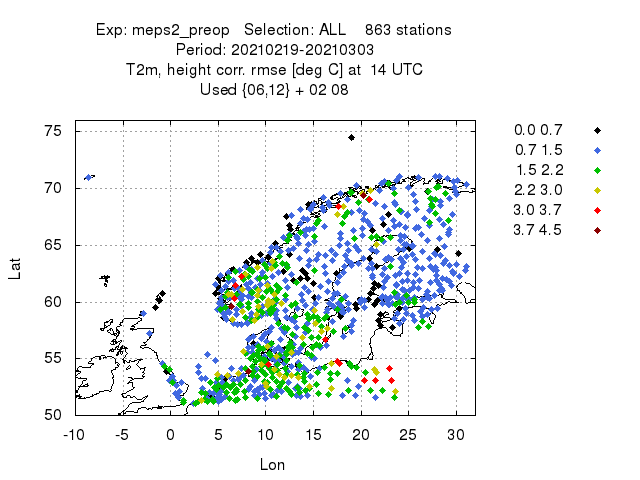 Exp: meps2_preop   Selection: ALL    863 stations
Period: 20210219-20210303
T2m, height corr. rmse [deg C] at  14 UTC
Used {06,12} + 02 08
0.0 0.7
0.7 1.5
1.5 2.2
2.2 3.0
3.0 3.7
3.7 4.5
75
70
65
60
55
50
Lat
-10 -5 0 5 10 15 20 25 30
Lon